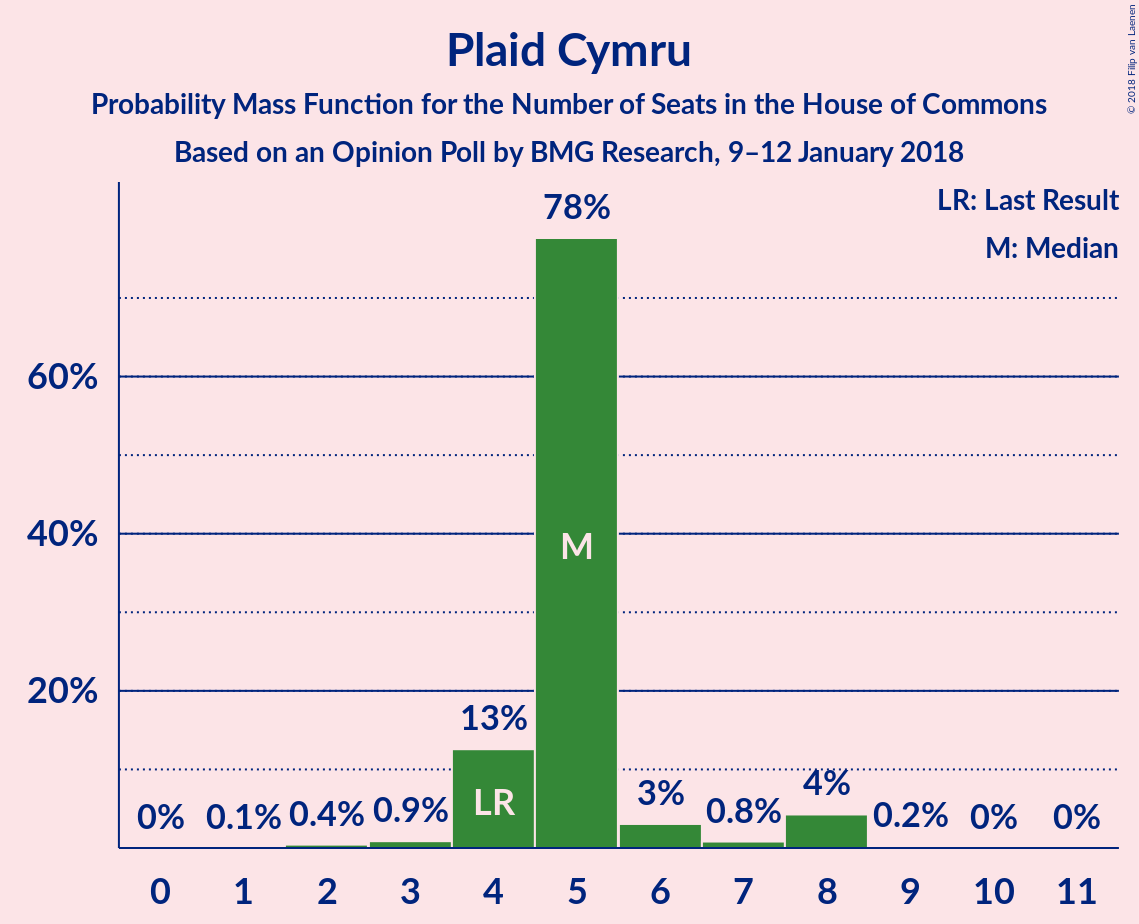 Plaid Cymru
Probability Mass Function for the Number of Seats in the House of Commons
Based on an Opinion Poll by BMG Research, 9–12 January 2018
© 2018 Filip van Laenen
LR: Last Result
M: Median
60%
40%
20%
0%
0.1%
0.4%
0.9%
13%
78%
3%
0.8%
4%
0.2%
0%
0%
LR
M
0 1 2 3 4 5 6 7 8 9 10 11